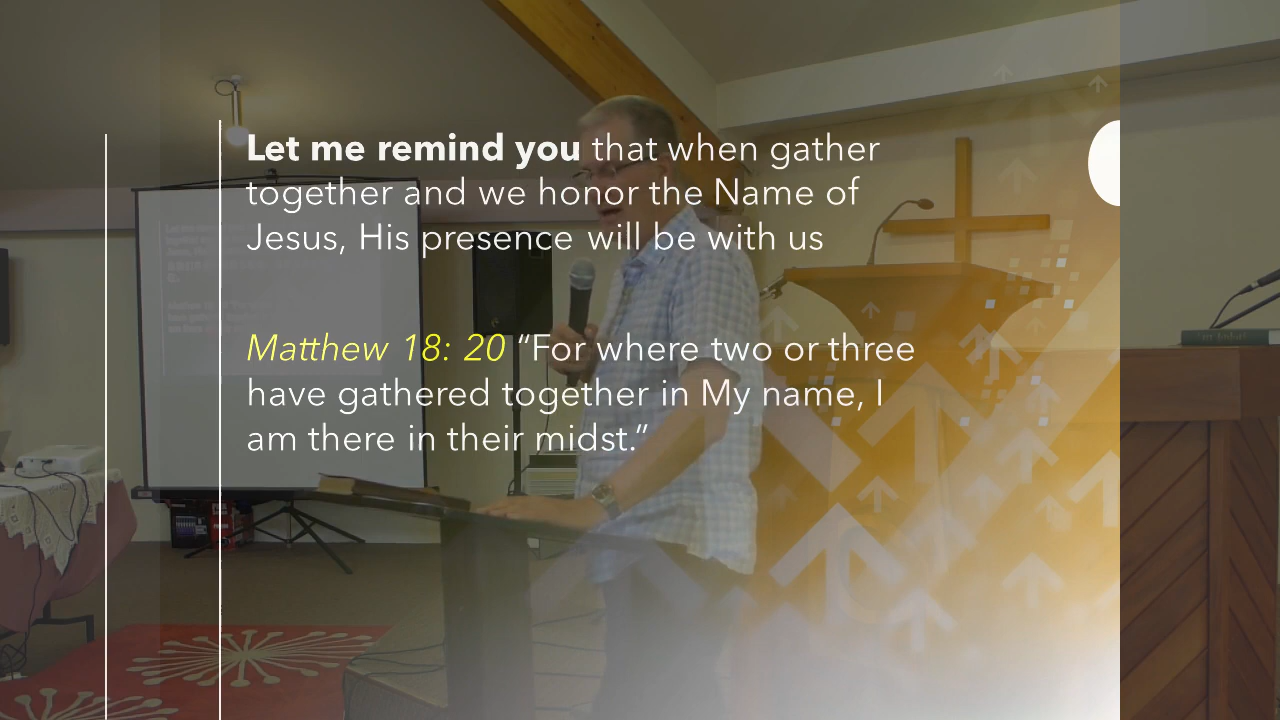 Let me remind you that when gather
together and we honor the Name of
Jesus, His presence will be with us
Matthew 18: 20 “For where two or three
have gathered together in My name, I
am there in their midst.”